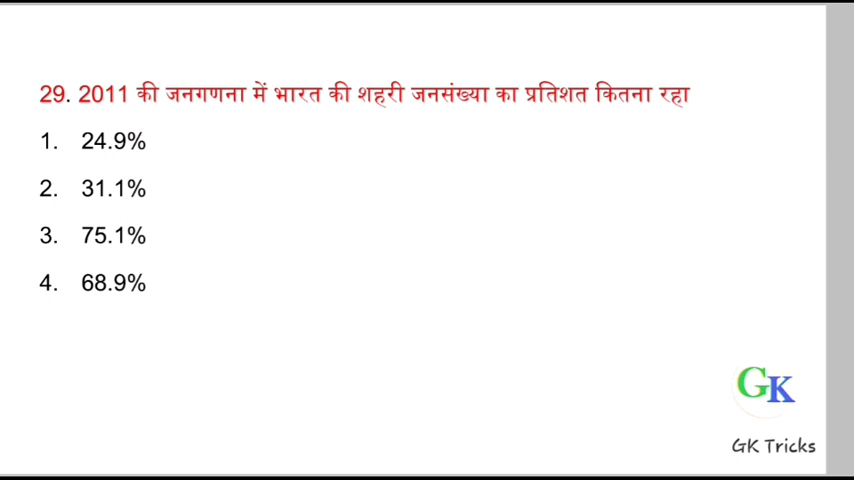 29. 2011 की जनगणना में भारत की शहरी जनसंख्या का प्रतिशत कितना रहा
1. 24.9%
2. 31.1%
3. 75.1%
4. 68.9%
GK
GK Tricks